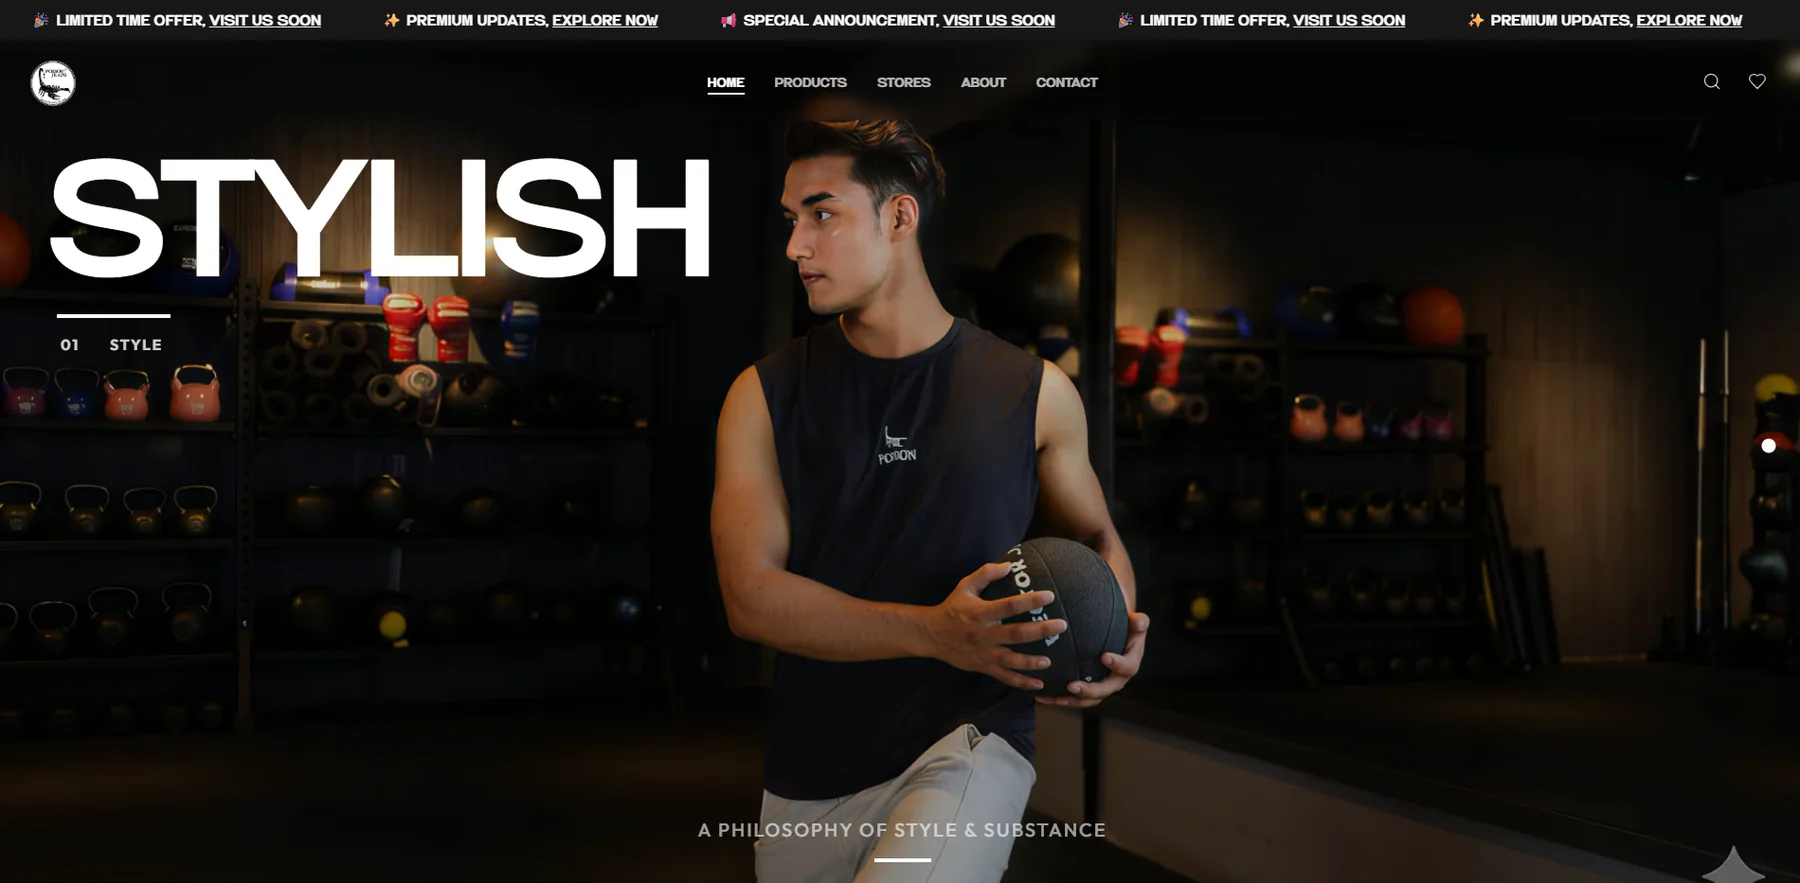 🎉 LIMITED TIME OFFER, VISIT US SOON ✨ PREMIUM UPDATES, EXPLORE NOW 📢 SPECIAL ANNOUNCEMENT, VISIT US SOON 🎉 LIMITED TIME OFFER, VISIT US SOON ✨ PREMIUM UPDATES, EXPLORE NOW
HOME PRODUCTS STORES ABOUT CONTACT
STYLISH
01 STYLE
A PHILOSOPHY OF STYLE & SUBSTANCE